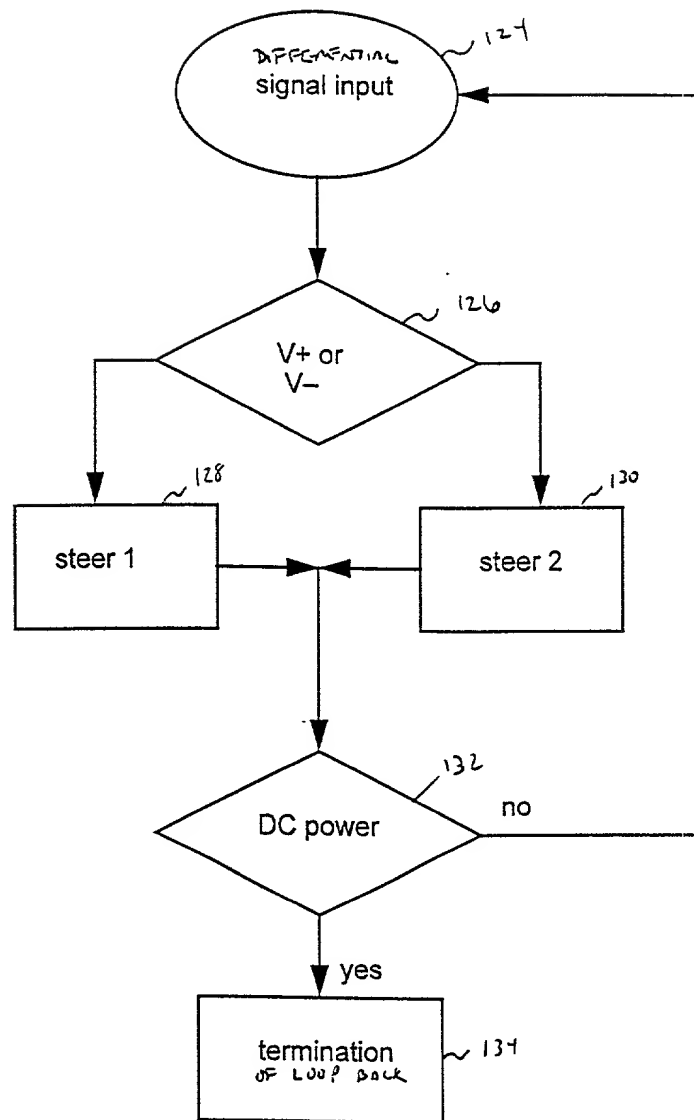 124
DIFFERENTIAL
signal input
126
V+ or
V–
128
130
steer 1
steer 2
132
DC power
no
yes
termination
OF LOOP BACK
134